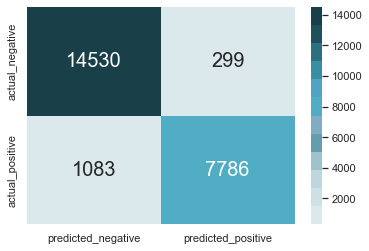 actual_negative
14530
299
actual_positive
1083
7786
predicted_negative
predicted_positive
14000
12000
10000
8000
6000
4000
2000